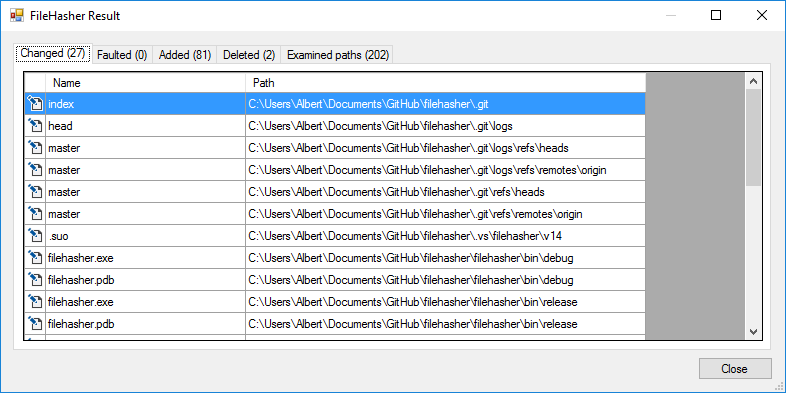 FileHasher Result
Changed (27) Faulted (0) Added (81) Deleted (2) Examined paths (202)
Name Path
index C:\Users\Albert\Documents\GitHub\filehasher\.git
head C:\Users\Albert\Documents\GitHub\filehasher\.git\logs
master C:\Users\Albert\Documents\GitHub\filehasher\.git\logs\refs\heads
master C:\Users\Albert\Documents\GitHub\filehasher\.git\logs\refs\remotes\origin
master C:\Users\Albert\Documents\GitHub\filehasher\.git\refs\heads
master C:\Users\Albert\Documents\GitHub\filehasher\.git\refs\remotes\origin
.suo C:\Users\Albert\Documents\GitHub\filehasher\.vs\filehasher\v14
filehasher.exe C:\Users\Albert\Documents\GitHub\filehasher\filehasher\bin\debug
filehasher.pdb C:\Users\Albert\Documents\GitHub\filehasher\filehasher\bin\debug
filehasher.exe C:\Users\Albert\Documents\GitHub\filehasher\filehasher\bin\release
filehasher.pdb C:\Users\Albert\Documents\GitHub\filehasher\filehasher\bin\release
Close